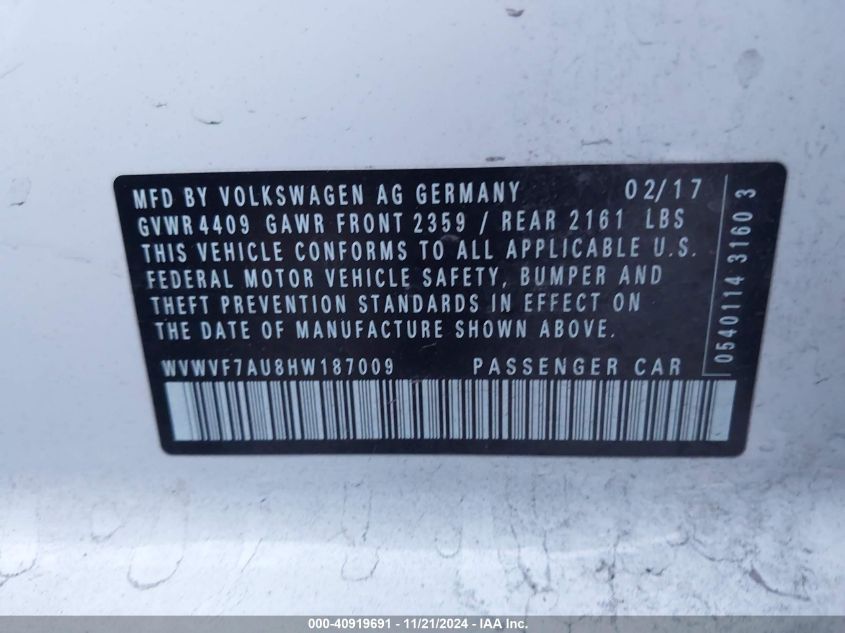 MFD BY VOLKSWAGEN AG GERMANY 02/17
GVWR 4409 GAWR FRONT 2359 / REAR 2161 LBS
THIS VEHICLE CONFORMS TO ALL APPLICABLE U.S.
FEDERAL MOTOR VEHICLE SAFETY, BUMPER AND
THEFT PREVENTION STANDARDS IN EFFECT ON
THE DATE OF MANUFACTURE SHOWN ABOVE.
WVWVF7AU8HW187009 PASSENGER CAR
0540114 3160 3
000-40919691 - 11/21/2024 - IAA Inc.